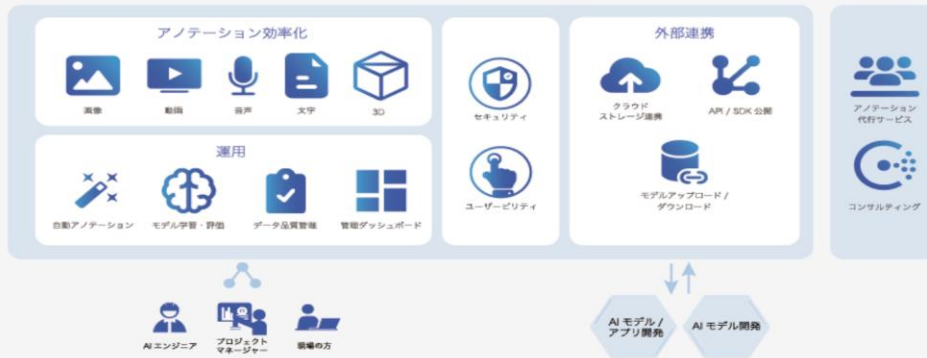 アノテーション効率化
画像
動画
音声
文字
3D
運用
自動アノテーション
モデル学習・評価
データ品質管理
管理ダッシュボード
セキュリティ
ユーザービリティ
外部連携
クラウド
ストレージ連携
API / SDK 公開
モデルアップロード /
ダウンロード
アノテーション
代行サービス
コンサルティング
AI エンジニア
プロジェクト
マネージャー
現場の方
AI モデル /
アプリ開発
AI モデル開発